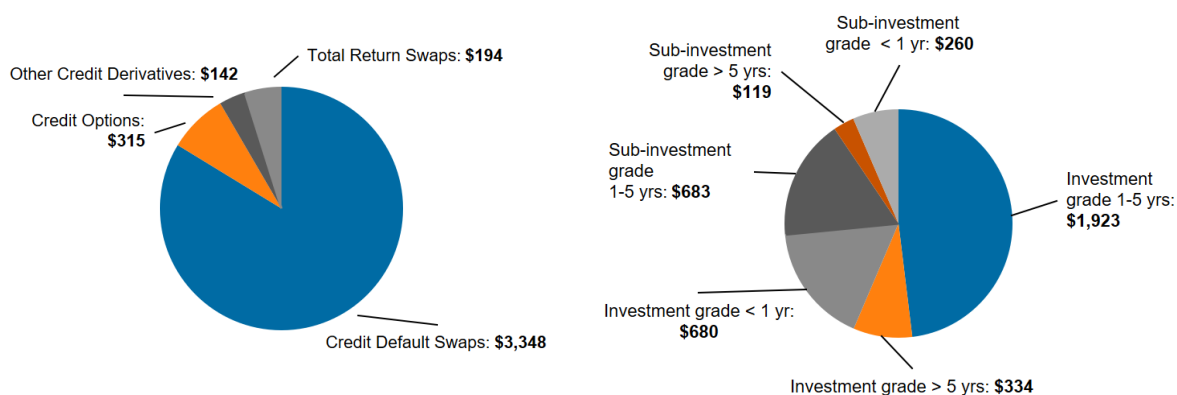 Total Return Swaps: $194
Other Credit Derivatives: $142
Credit Options:
$315
Credit Default Swaps: $3,348
Sub-investment
grade < 1 yr: $260
Sub-investment
grade > 5 yrs:
$119
Sub-investment
grade
1-5 yrs: $683
Investment
grade 1-5 yrs:
$1,923
Investment grade < 1 yr:
$680
Investment grade > 5 yrs: $334